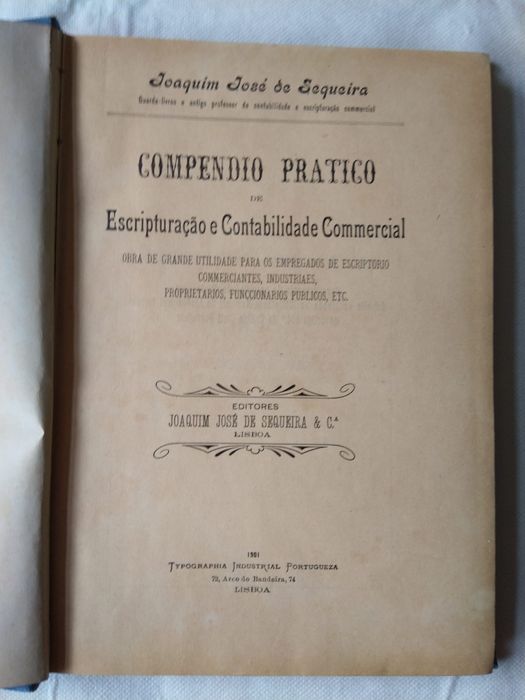 Joaquim José de Sequeira
Guarda-livros e antigo professor de contabilidade e escripturação commercial
COMPENDIO PRATICO
DE
Escripturação e Contabilidade Commercial
OBRA DE GRANDE UTILIDADE PARA OS EMPREGADOS DE ESCRIPTORIO
COMMERCIANTES, INDUSTRIAES,
PROPRIETARIOS, FUNCCIONARIOS PUBLICOS, ETC.
EDITORES
JOAQUIM JOSÉ DE SEQUEIRA & C.ª
LISBOA
1901
TYPOGRAPHIA INDUSTRIAL PORTUGUEZA
72, Arco do Bandeira, 74
LISBOA